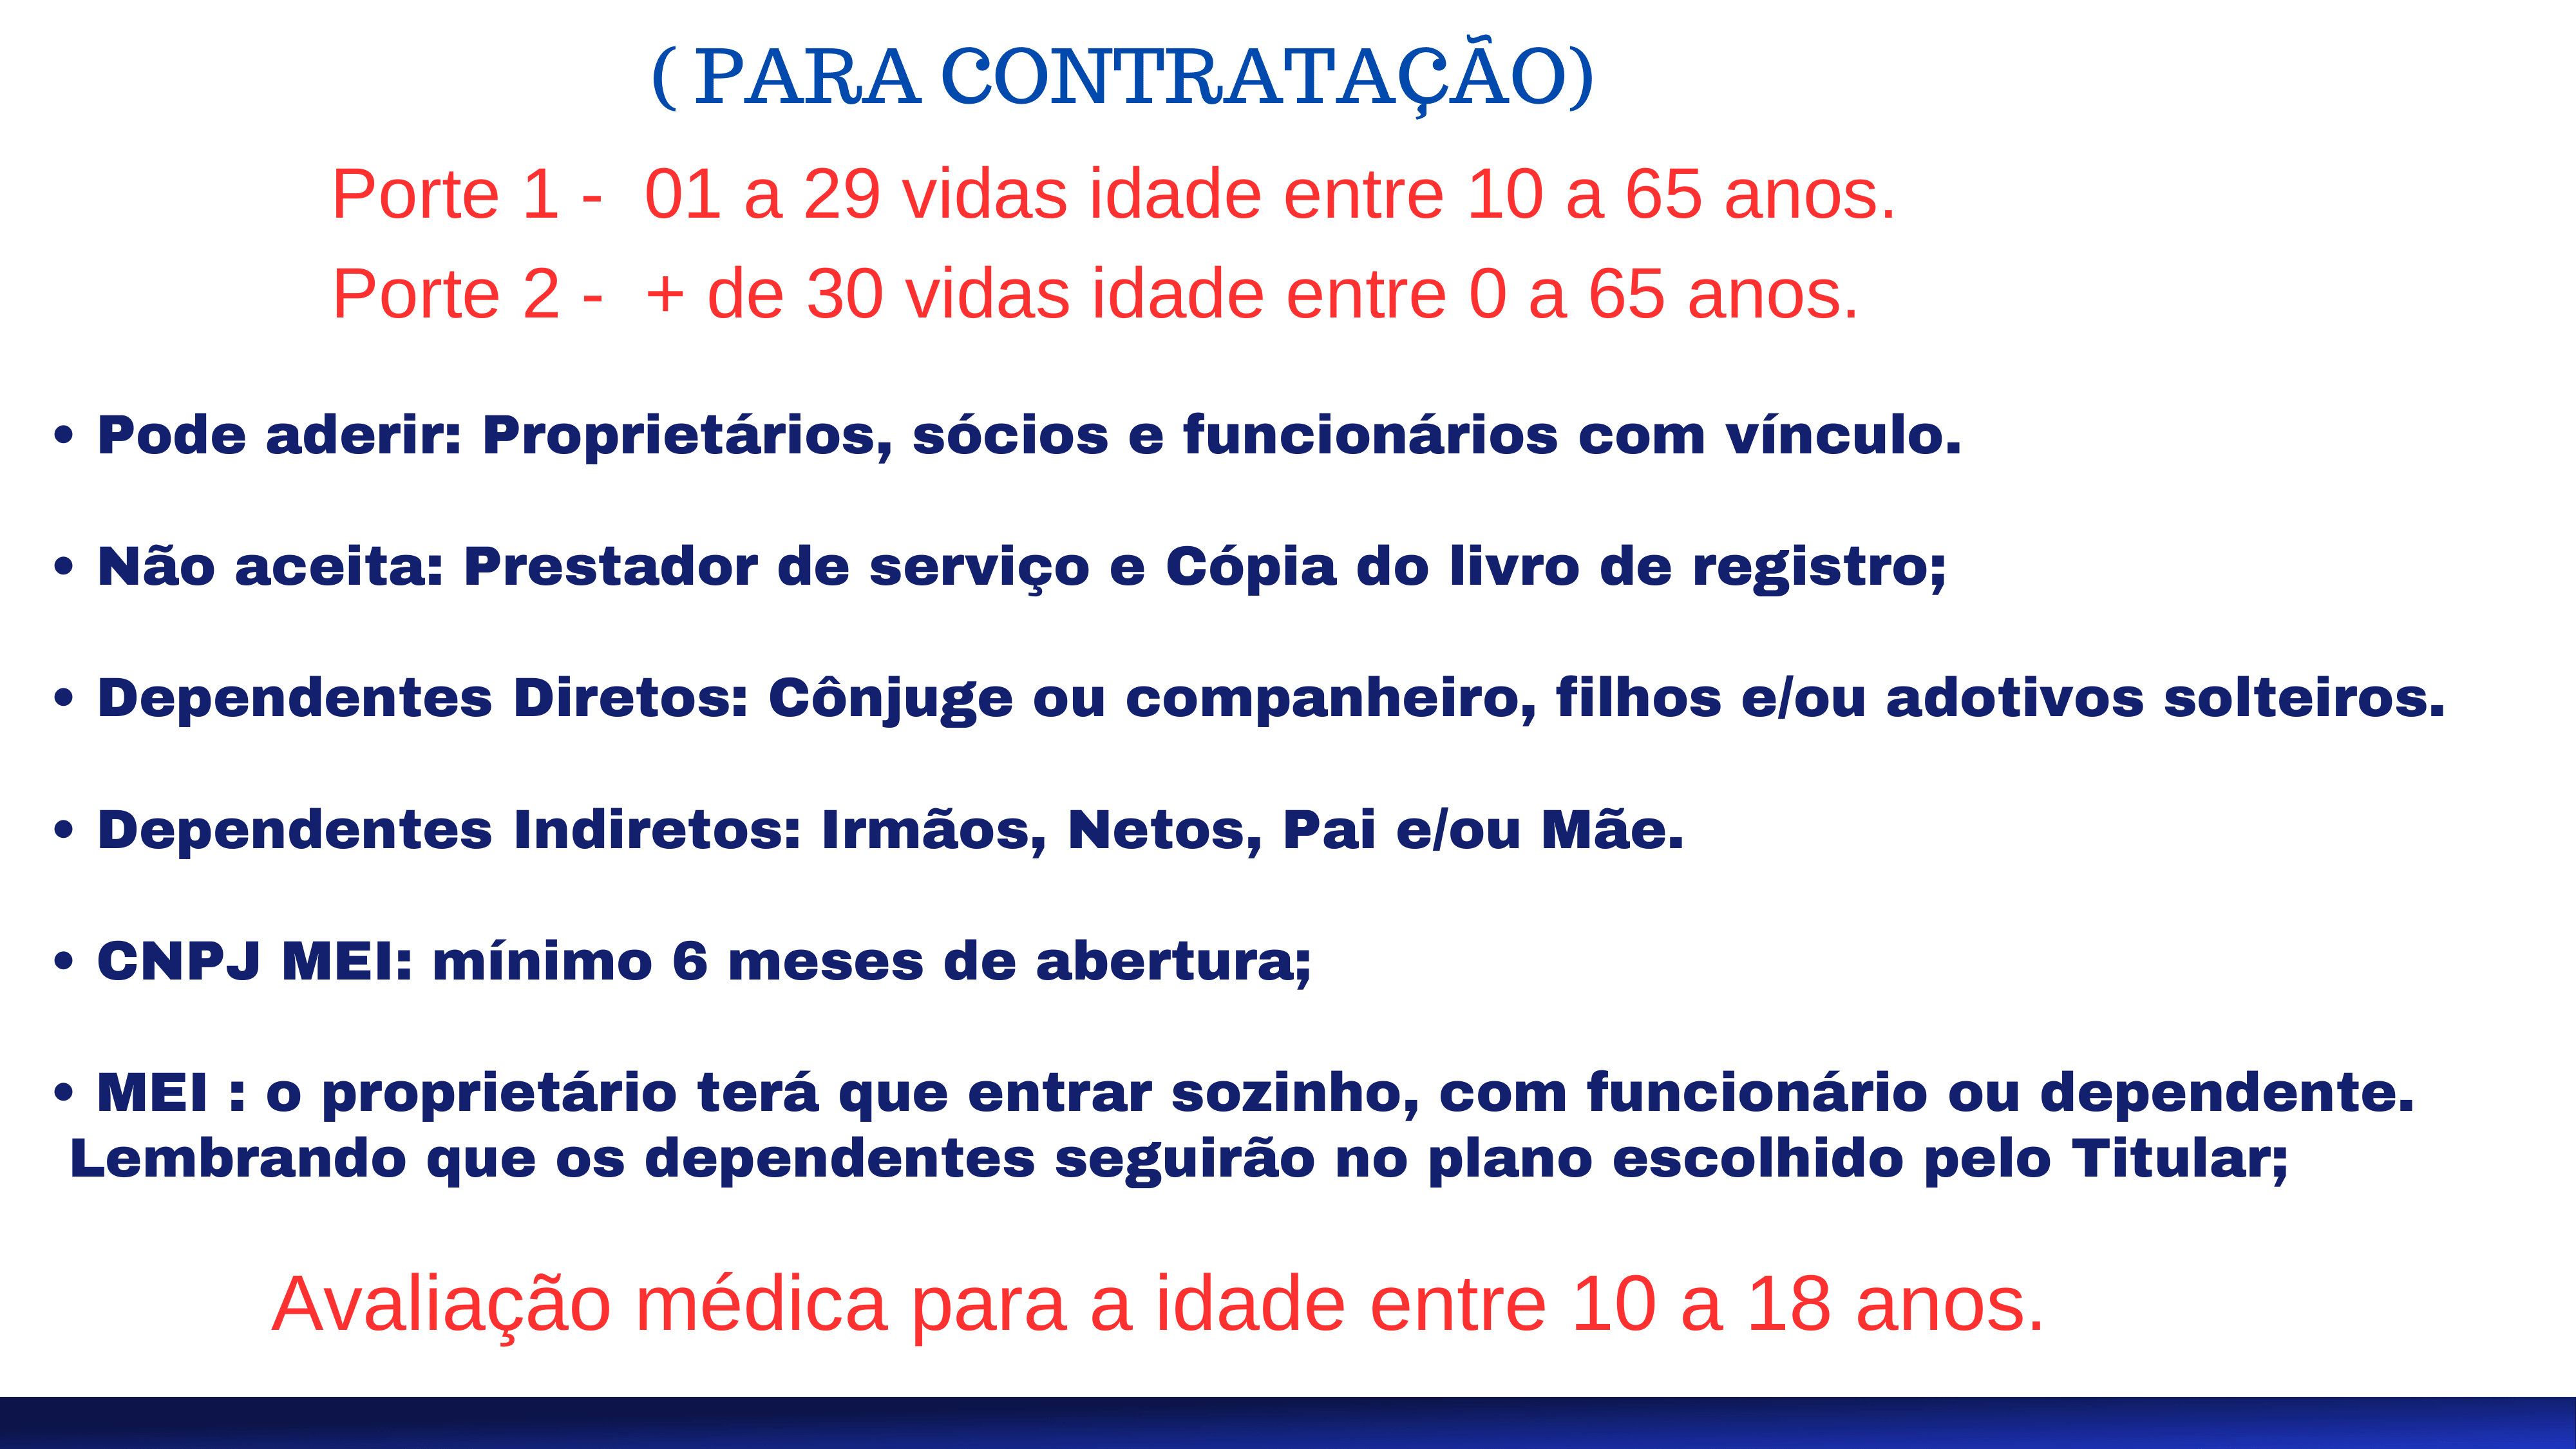 ( PARA CONTRATAÇÃO)
Porte 1 - 01 a 29 vidas idade entre 10 a 65 anos.
Porte 2 - + de 30 vidas idade entre 0 a 65 anos.
• Pode aderir: Proprietários, sócios e funcionários com vínculo.
• Não aceita: Prestador de serviço e Cópia do livro de registro;
• Dependentes Diretos: Cônjuge ou companheiro, filhos e/ou adotivos solteiros.
• Dependentes Indiretos: Irmãos, Netos, Pai e/ou Mãe.
• CNPJ MEI: mínimo 6 meses de abertura;
• MEI : o proprietário terá que entrar sozinho, com funcionário ou dependente.
Lembrando que os dependentes seguirão no plano escolhido pelo Titular;
Avaliação médica para a idade entre 10 a 18 anos.